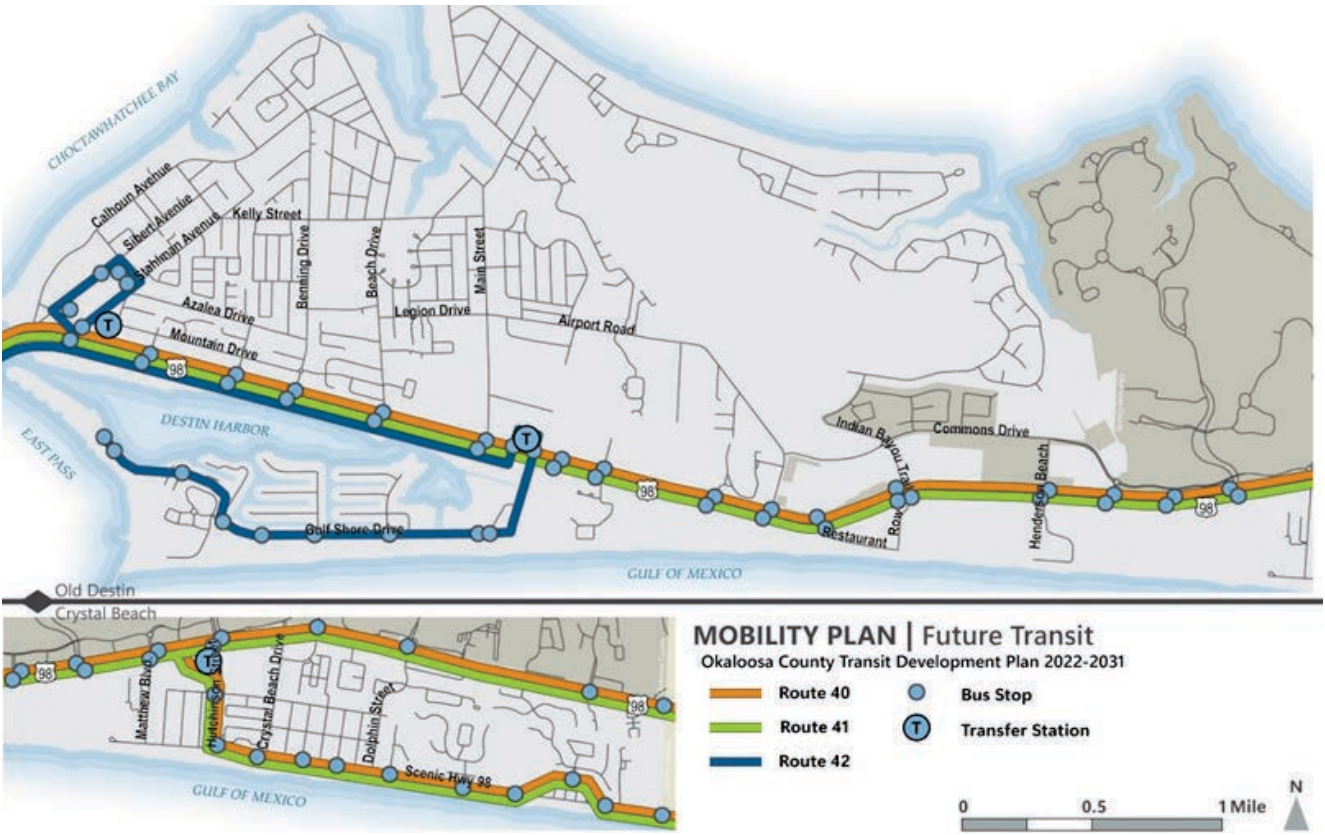 CHOCTAWHATCHEE BAY
Calhoun Avenue
Sibert Avenue
Stahlman Avenue
Kelly Street
Benning Drive
Beach Drive
Main Street
Azalea Drive
Legion Drive
Airport Road
Mountain Drive
T
98
DESTIN HARBOR
EAST PASS
T
Indian Bayou Trail
Commons Drive
98
Henderson Beach
98
Restaurant Row
Gulf Shore Drive
GULF OF MEXICO
Old Destin
Crystal Beach
98
Matthew Blvd
T
Hutchinson Street
Crystal Beach Drive
Dolphin Street
98
Scenic Hwy 98
GULF OF MEXICO
MOBILITY PLAN | Future Transit
Okaloosa County Transit Development Plan 2022-2031
Route 40
Bus Stop
Route 41
T
Transfer Station
Route 42
N
0 0.5 1 Mile